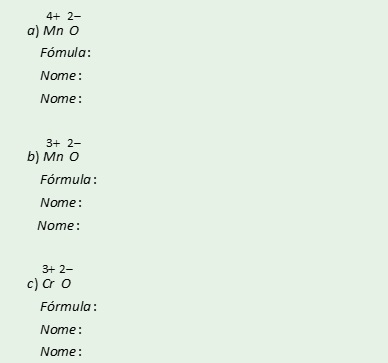 4+ 2−
a) Mn O
Fómula:
Nome:
Nome:
3+ 2−
b) Mn O
Fórmula:
Nome:
Nome:
3+ 2−
c) Cr O
Fórmula:
Nome:
Nome: